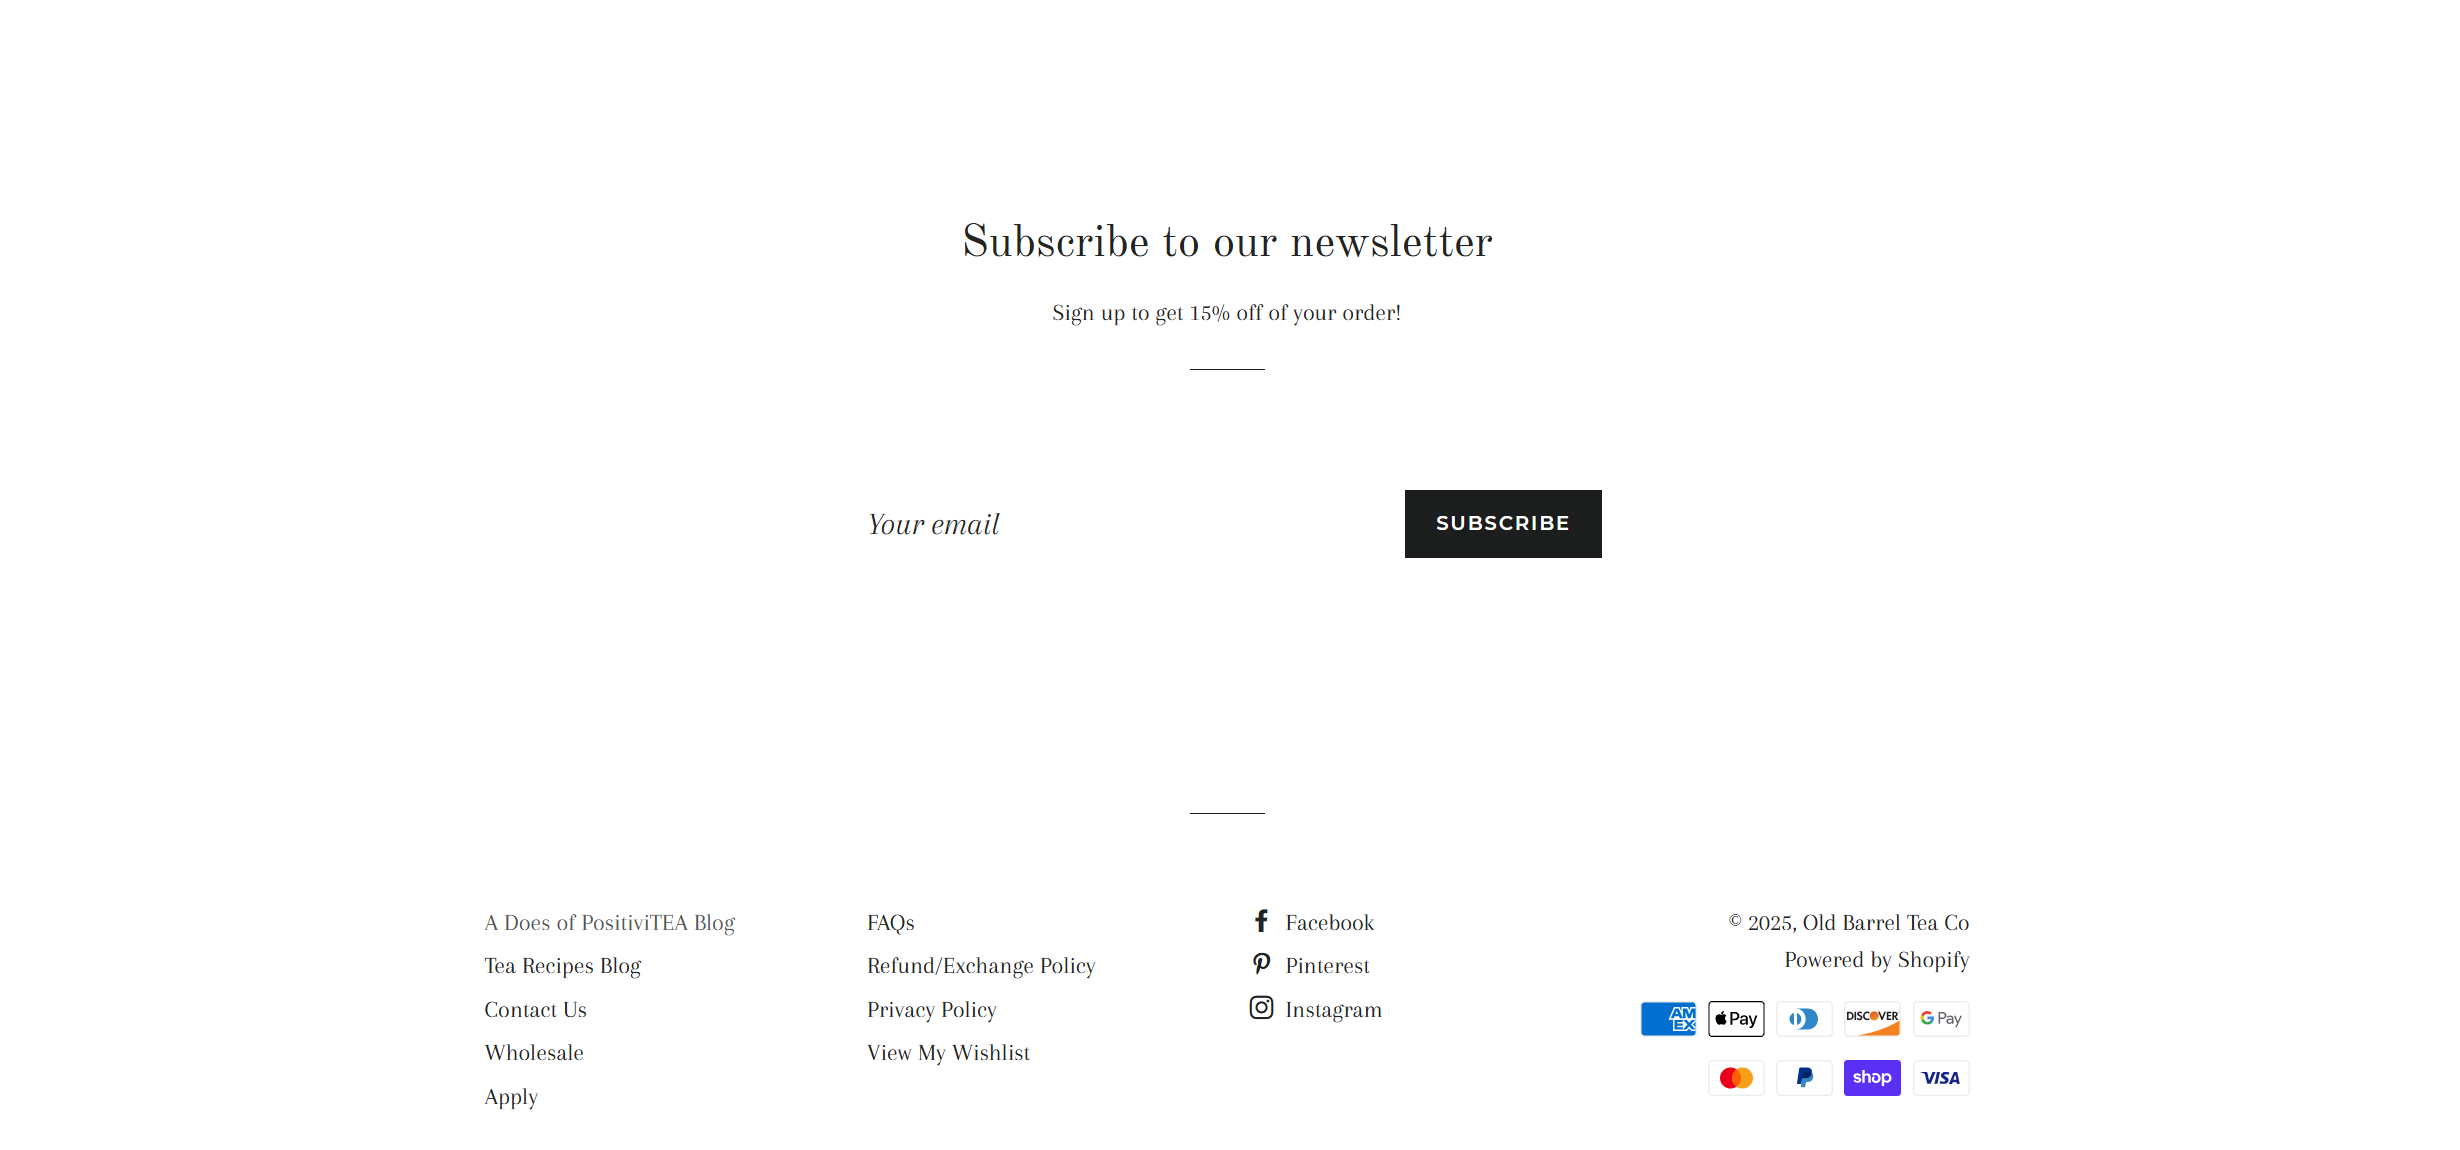 Subscribe to our newsletter
Sign up to get 15% off of your order!
Your email
SUBSCRIBE
A Does of PositiviTEA Blog
Tea Recipes Blog
Contact Us
Wholesale
Apply
FAQs
Refund/Exchange Policy
Privacy Policy
View My Wishlist
Facebook
Pinterest
Instagram
© 2025, Old Barrel Tea Co
Powered by Shopify
AM
EX
Pay
DISCOVER
G Pay
shop
VISA